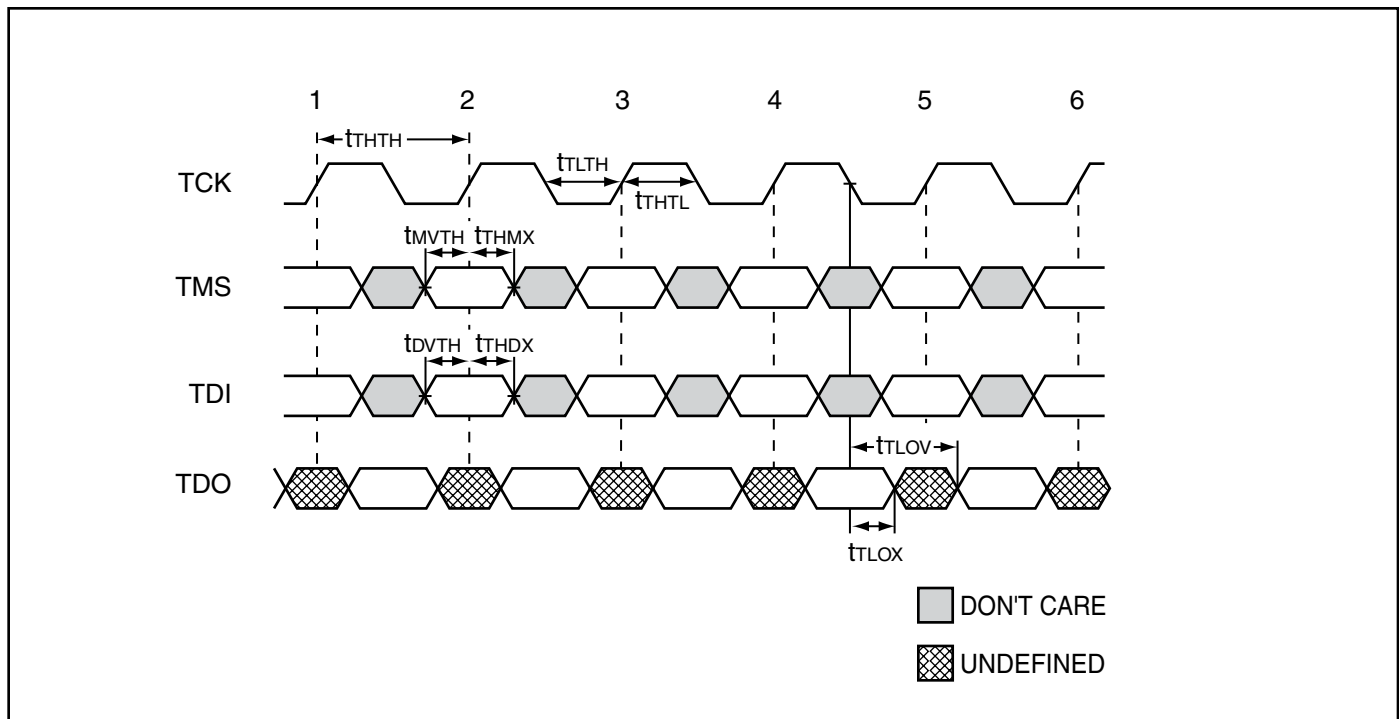 1 2 3 4 5 6
tTHTH
TCK
tTLTH
tTHTL
tMVTH tTHMX
TMS
tDVTH tTHDX
TDI
tTLOV
TDO
tTLOX
DON'T CARE
UNDEFINED